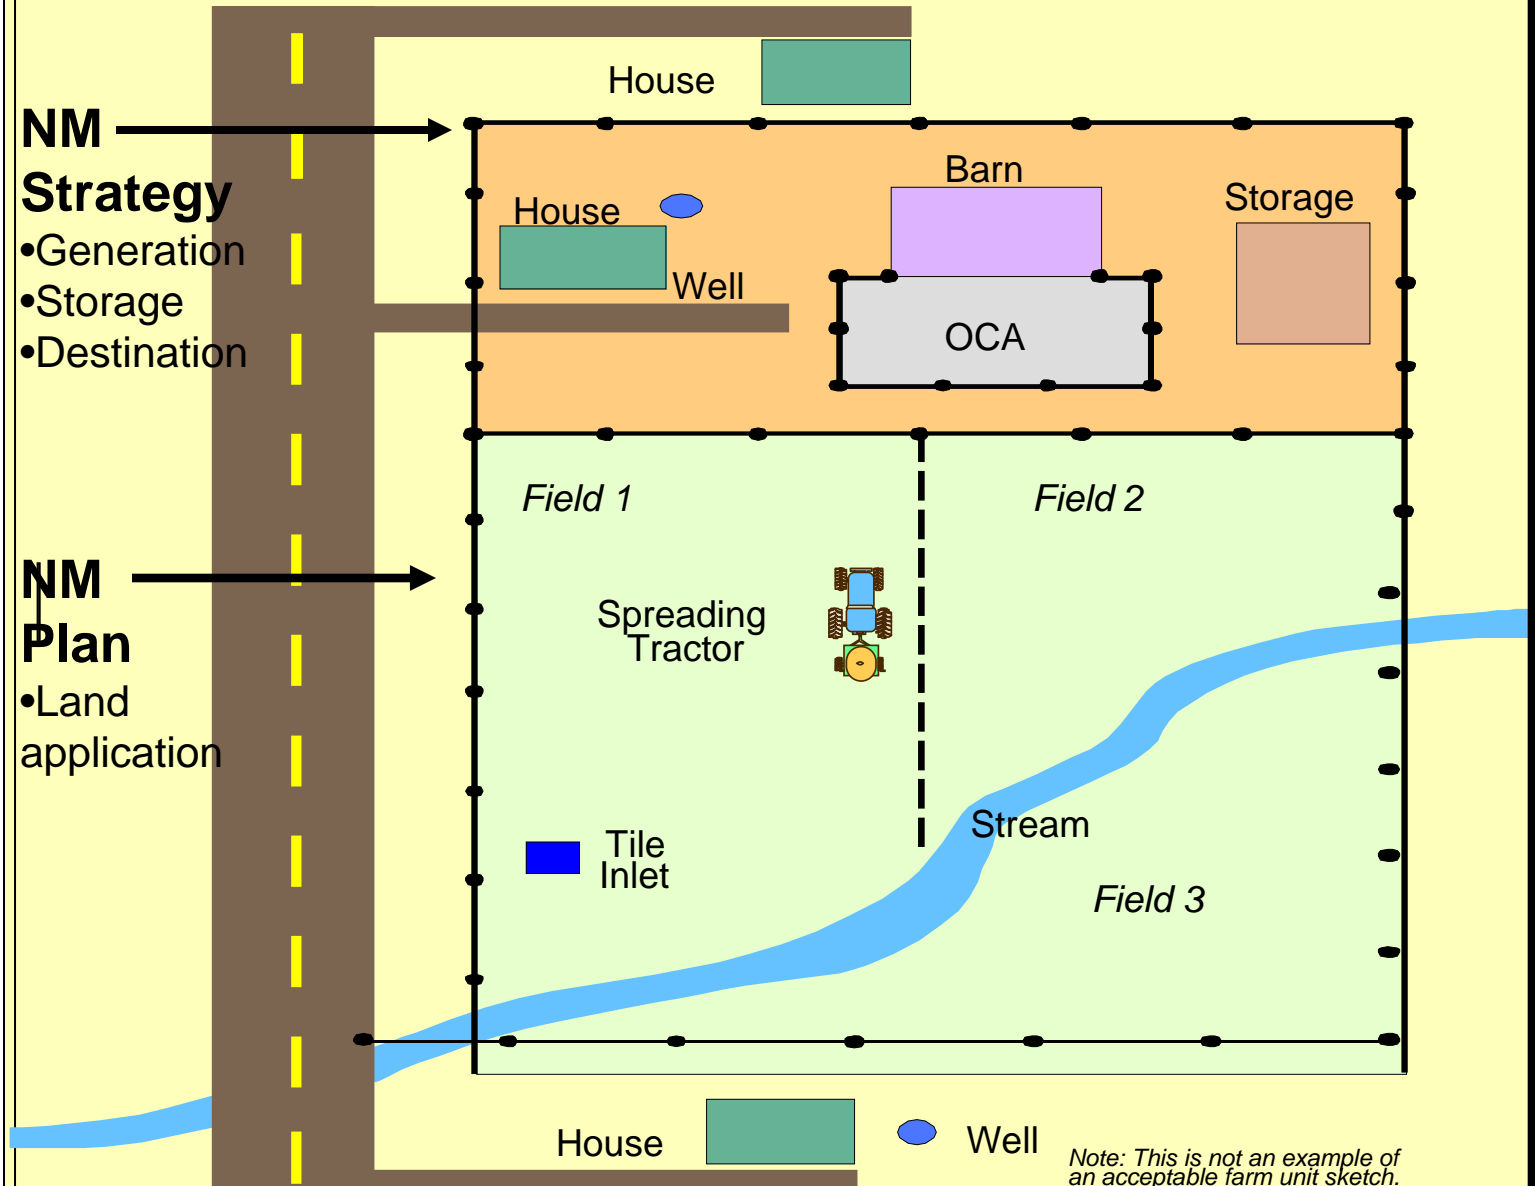 House
NM
Strategy
•Generation
•Storage
•Destination
House
Well
Barn
Storage
OCA
Field 1
Field 2
NM
Plan
•Land
application
Spreading
Tractor
Stream
Tile
Inlet
Field 3
House
Well
Note: This is not an example of
an acceptable farm unit sketch.